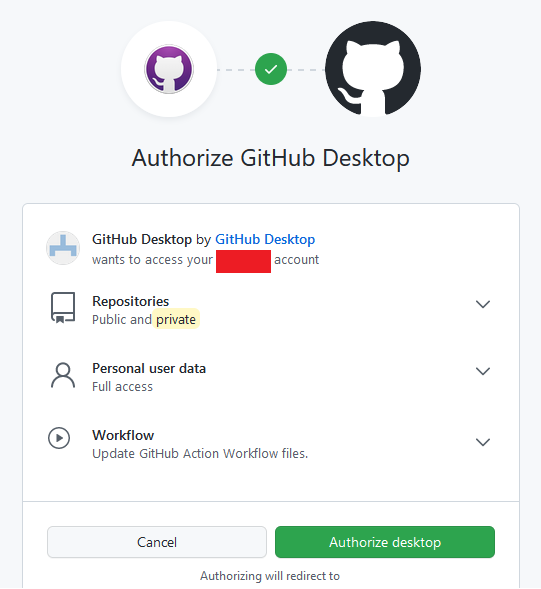 Authorize GitHub Desktop
GitHub Desktop by GitHub Desktop
wants to access your account
Repositories
Public and private
Personal user data
Full access
Workflow
Update GitHub Action Workflow files.
Cancel
Authorize desktop
Authorizing will redirect to